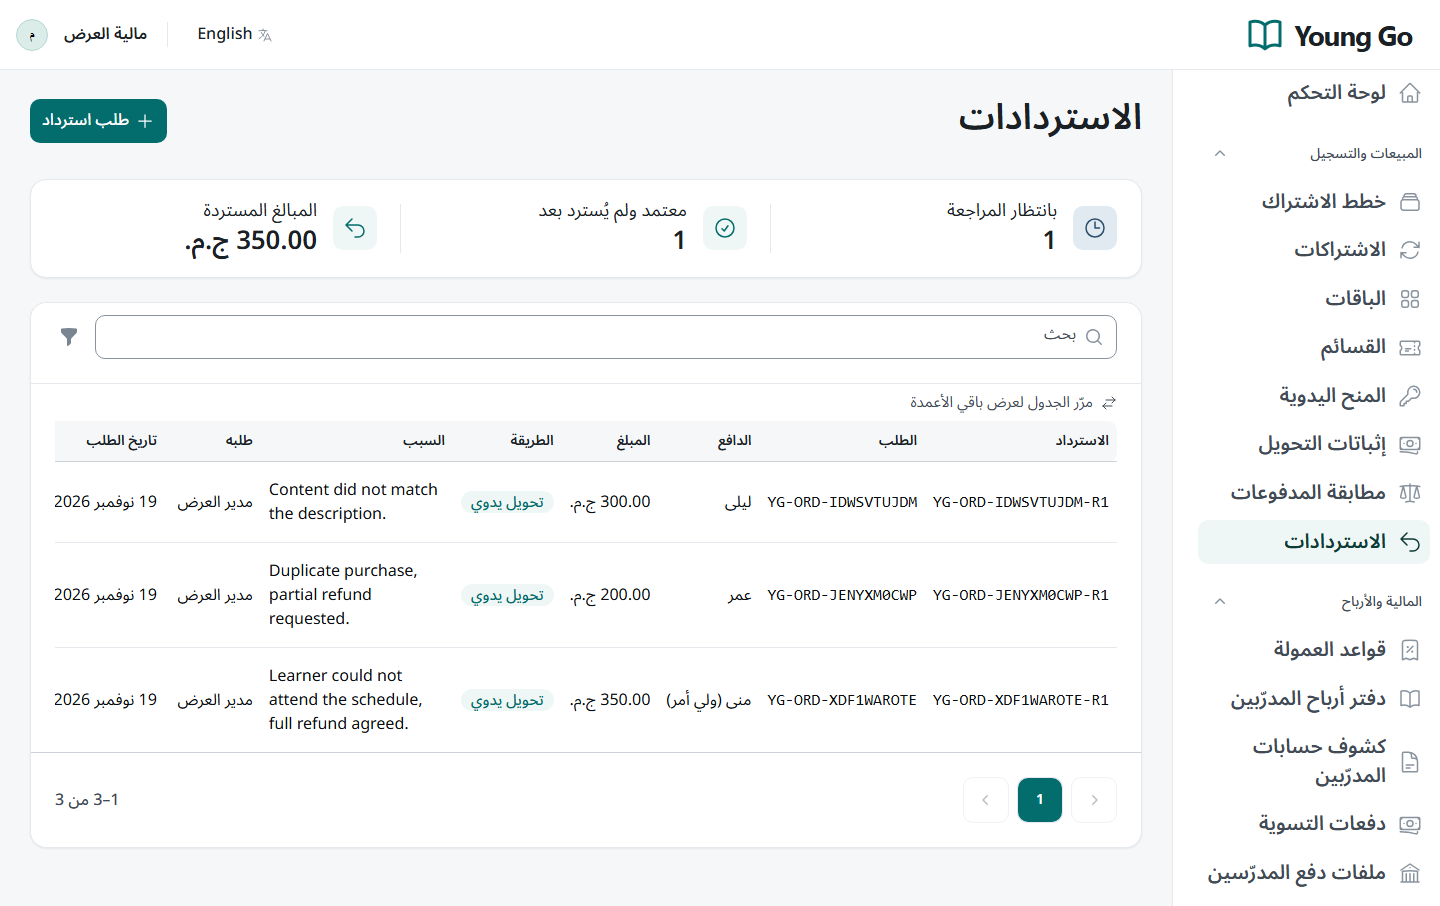 Young Go
English
مالية العرض
م
لوحة التحكم
المبيعات والتسجيل
خطط الاشتراك
الاشتراكات
الباقات
القسائم
المنح اليدوية
إثباتات التحويل
مطابقة المدفوعات
الاستردادات
المالية والأرباح
قواعد العمولة
دفتر أرباح المدرّبين
كشوف حسابات
المدرّبين
دفعات التسوية
ملفات دفع المدرّسين
الاستردادات
طلب استرداد
بانتظار المراجعة
1
معتمد ولم يُسترد بعد
1
المبالغ المستردة
350.00 ج.م.
بحث
مرّر الجدول لعرض باقي الأعمدة
الاسترداد الطلب الدافع المبلغ الطريقة السبب طلبه تاريخ الطلب
YG-ORD-IDWSVTUJDM-R1 YG-ORD-IDWSVTUJDM ليلى 300.00 ج.م. تحويل يدوي Content did not match
the description. مدير العرض 19 نوفمبر 2026
YG-ORD-JENYXM0CWP-R1 YG-ORD-JENYXM0CWP عمر 200.00 ج.م. تحويل يدوي Duplicate purchase,
partial refund
requested. مدير العرض 19 نوفمبر 2026
YG-ORD-XDF1WAROTE-R1 YG-ORD-XDF1WAROTE منى (ولي أمر) 350.00 ج.م. تحويل يدوي Learner could not
attend the schedule,
full refund agreed. مدير العرض 19 نوفمبر 2026
1
1–3 من 3